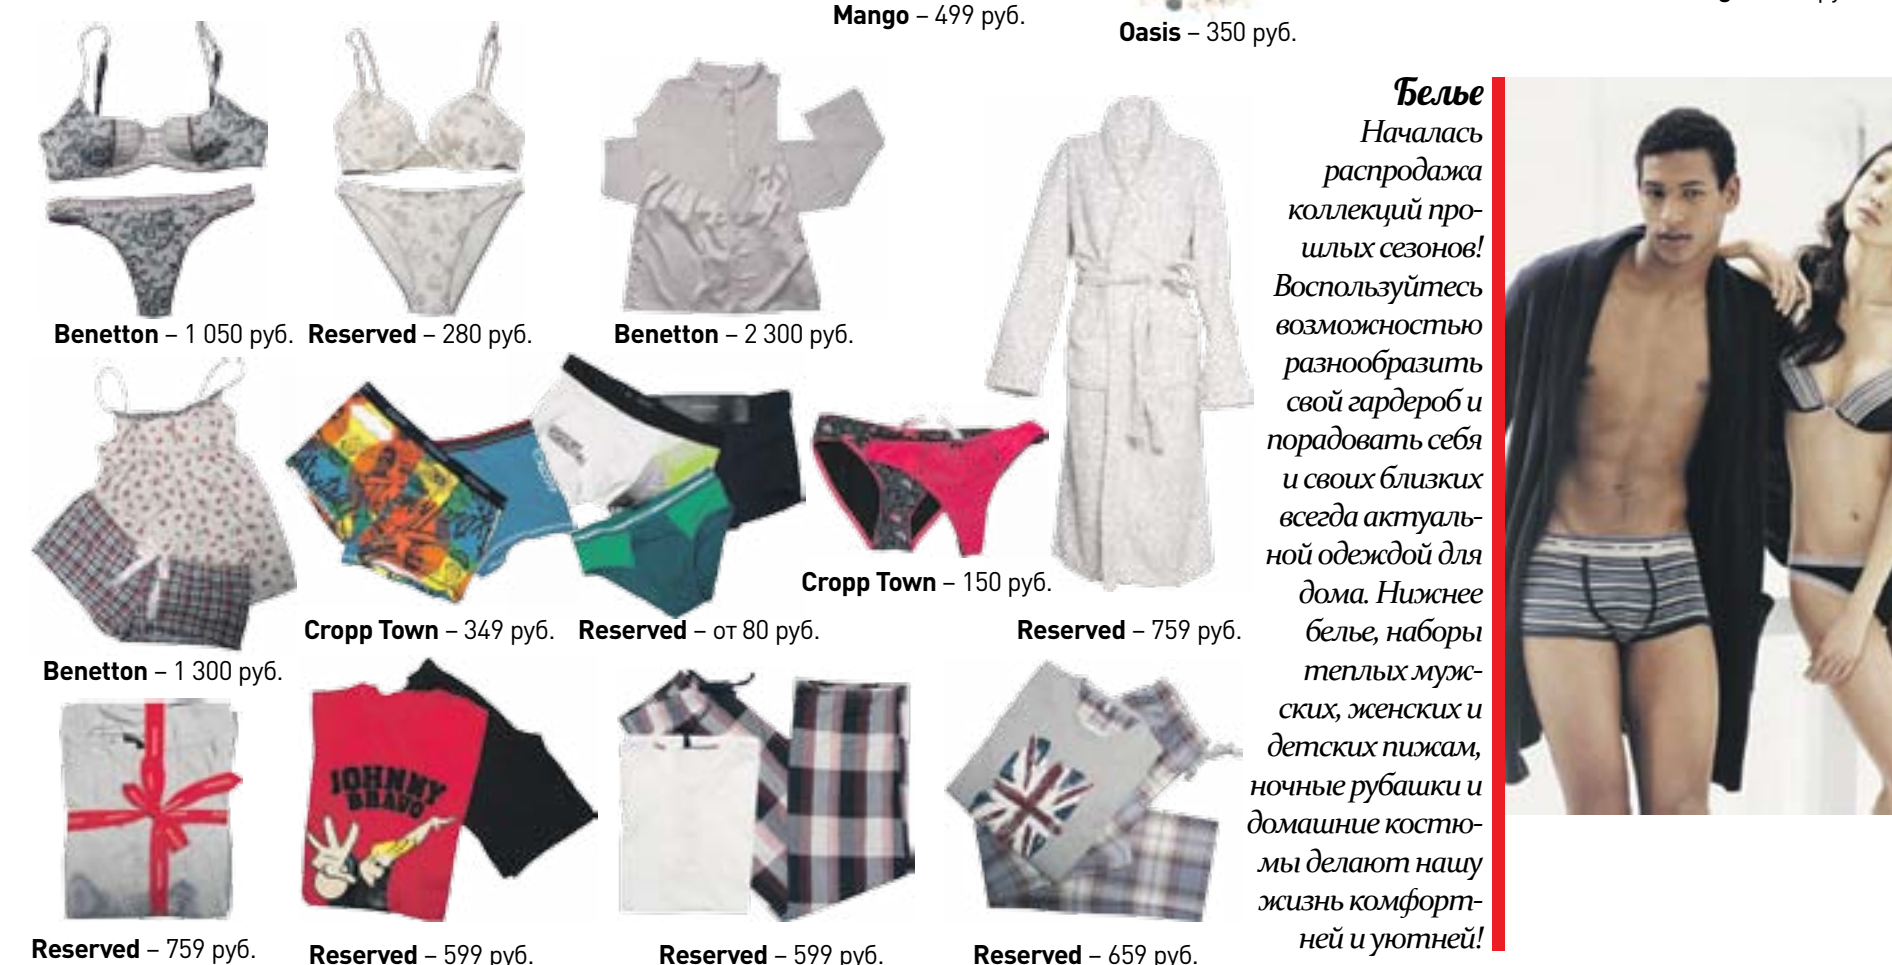 Mango – 499 руб.
Oasis – 350 руб.
Benetton – 1 050 руб.
Reserved – 280 руб.
Benetton – 2 300 руб.
Benetton – 1 300 руб.
Cropp Town – 349 руб.
Reserved – от 80 руб.
Cropp Town – 150 руб.
Reserved – 759 руб.
JOHNNY
BRAVO
Reserved – 759 руб.
Reserved – 599 руб.
Reserved – 599 руб.
Reserved – 659 руб.
Белье
Началась
распродажа
коллекций про-
шлых сезонов!
Воспользуйтесь
возможностью
разнообразить
свой гардероб и
порадовать себя
и своих близких
всегда актуаль-
ной одеждой для
дома. Нижнее
белье, наборы
теплых муж-
ских, женских и
детских пижам,
ночные рубашки и
домашние костю-
мы делают нашу
жизнь комфорт-
ней и уютней!